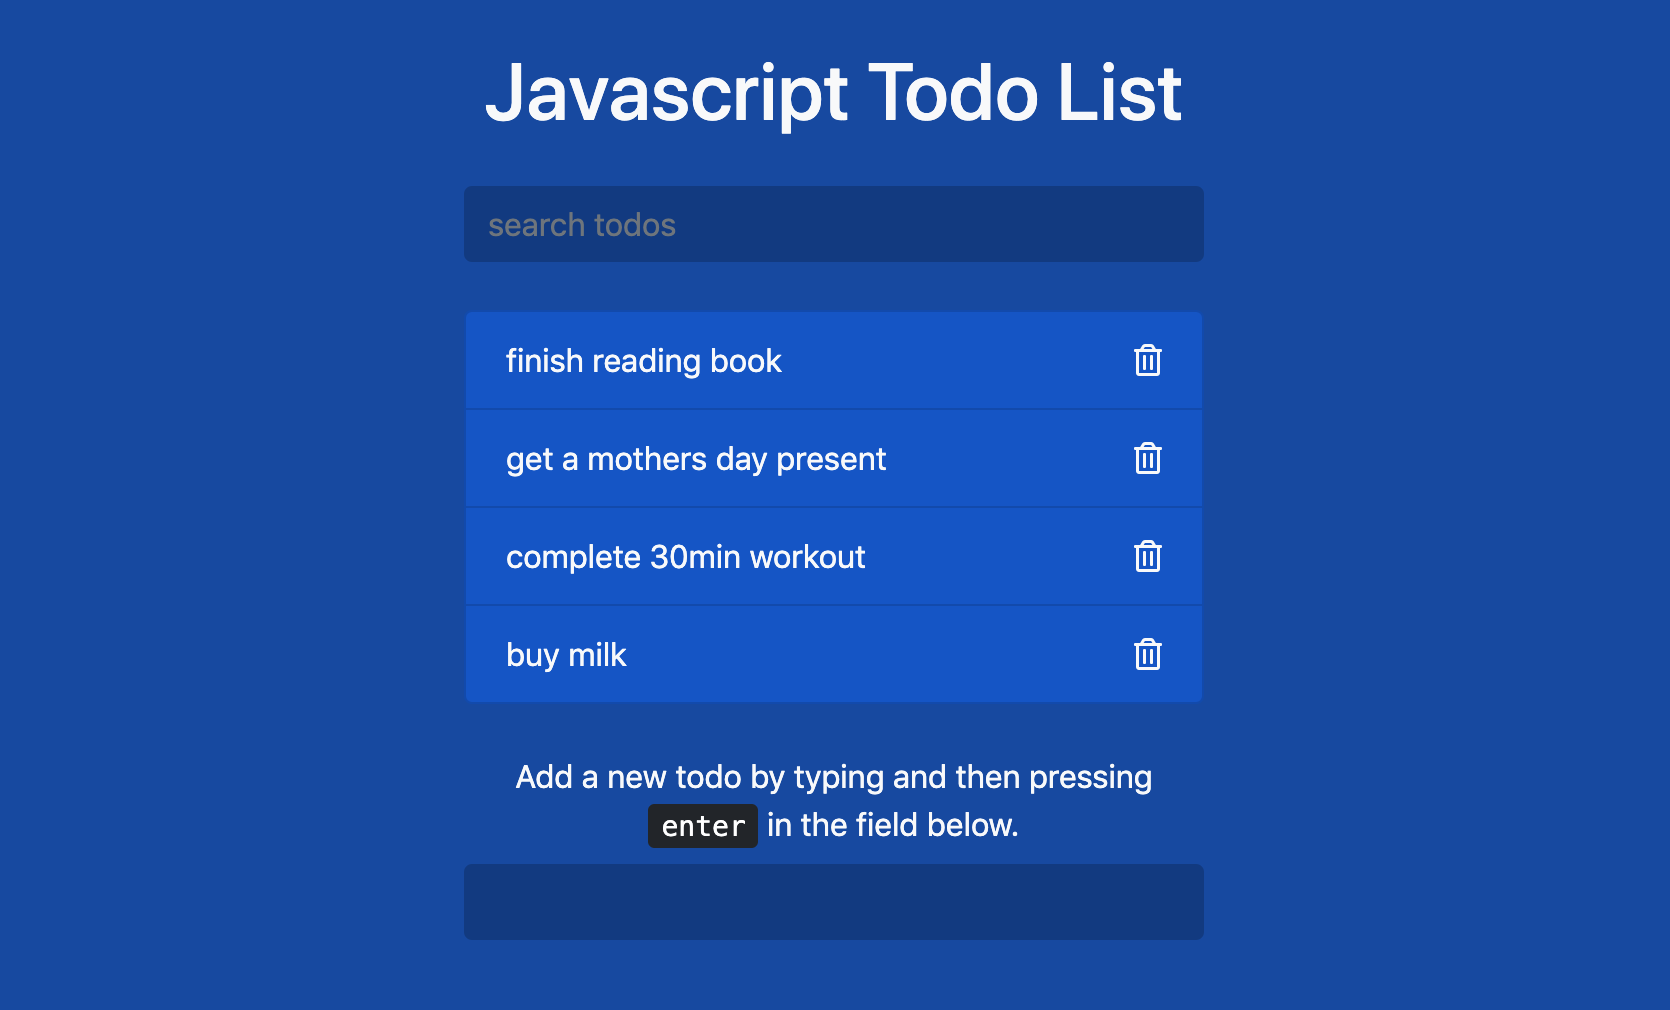 Javascript Todo List
search todos
finish reading book
get a mothers day present
complete 30min workout
buy milk
Add a new todo by typing and then pressing
enter in the field below.